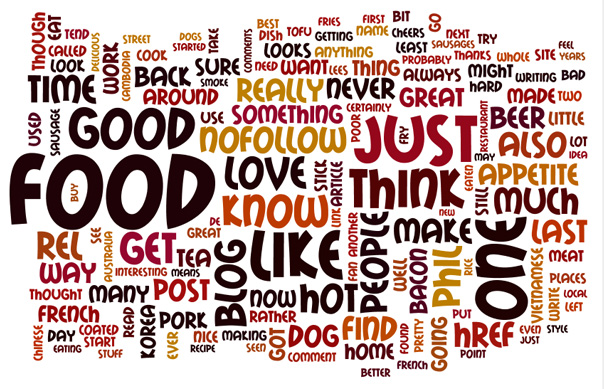 THOUGH
EAT
CALLED
LOOK
TIME
TEND
DELICIOUS
WORK
CAMBODIA
STREET
COOK
BACK
AROUND
DOGS
STARTED
TAKE
SURE
SMOKE
COMMENTS
BEST
DISH
TOFU
FRIES
GETTING
LOOKS
ANYTHING
NEED
WANT
LEES
THING
REALLY
NEVER
FIRST
NAME
BIT
CHEERS
LEAST
GO
NEXT
TRY
SAUSAGES
PROBABLY
THANKS
WHOLE
SITE
YEARS
FEEL
ALWAYS
MIGHT
HARD
WRITING
BAD
GREAT
MADE
TWO
USED
SAUSAGE
GOOD
USE
SOMETHING
NOFOLLOW
POOR
CERTAINLY
JUST
FRY
RESTAURANT
BEER
LITTLE
ALSO
LOT
IDEA
MAY
FOOD
BUY
LOVE
STICK
ARTICLE
LINK
THINK
EATEN
APPETITE
STILL
MUCH
KNOW
DE
GREAT
REL
SEE
AUSTRALIA
GET
TEA
INTERESTING
MEANS
BLOG
LIKE
FAN
ANOTHER
PEOPLE
MAKE
NEW
WELL
BACON
PHIL
RICE
ONE
LAST
MEAT
VIETNAMESE
PLACES
WRITE
LOCAL
LEFT
WAY
THOUGHT
MANY
POST
NOW
HOT
RATHER
FRENCH
CHINESE
DAY
EATING
COATED
START
STUFF
READ
KOREA
PORK
EVER
NICE
RECIPE
MAKING
SEEN
GOT
DOG
COMMENT
FIND
HOME
BETTER
FOUND
FRENCH
PRETTY
GOING
PUT
HREF
POINT
EVEN
JUST
STYLE